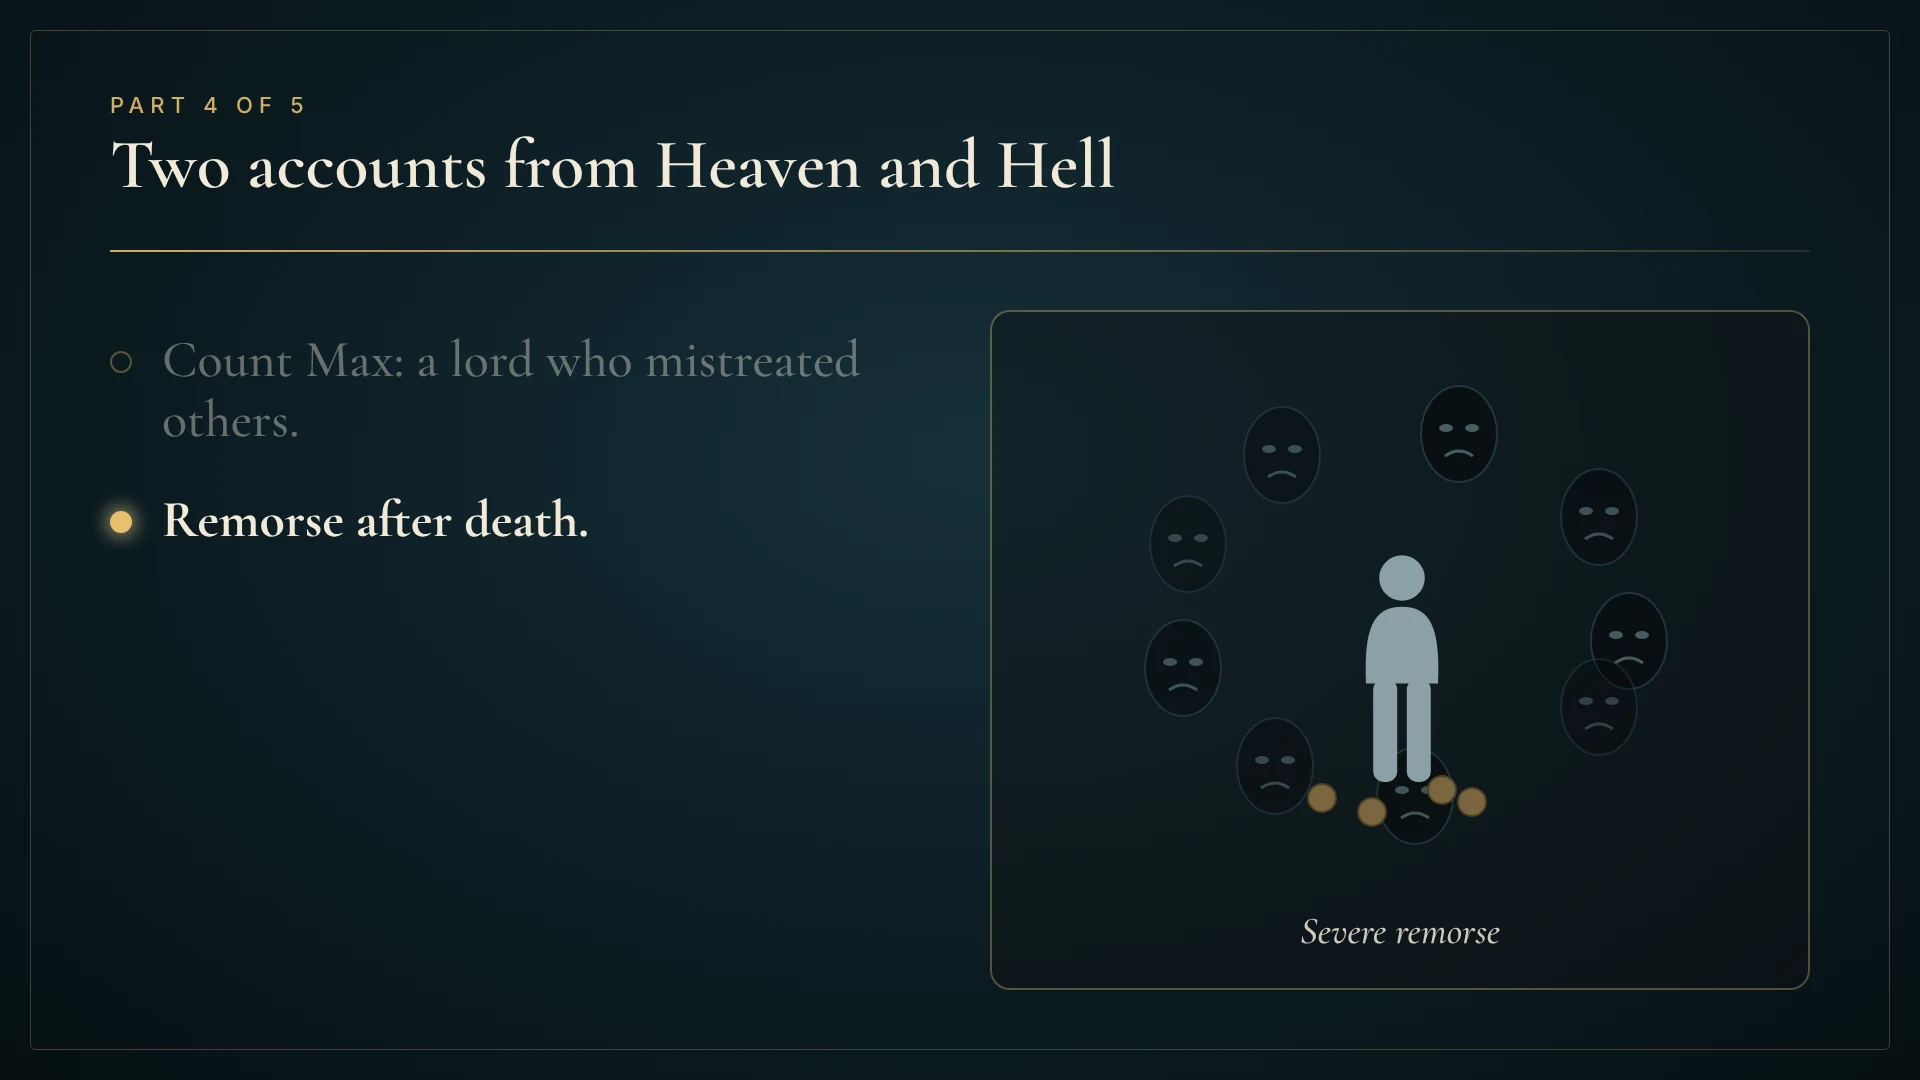 PART 4 OF 5
Two accounts from Heaven and Hell
Count Max: a lord who mistreated
others.
Remorse after death.
Severe remorse